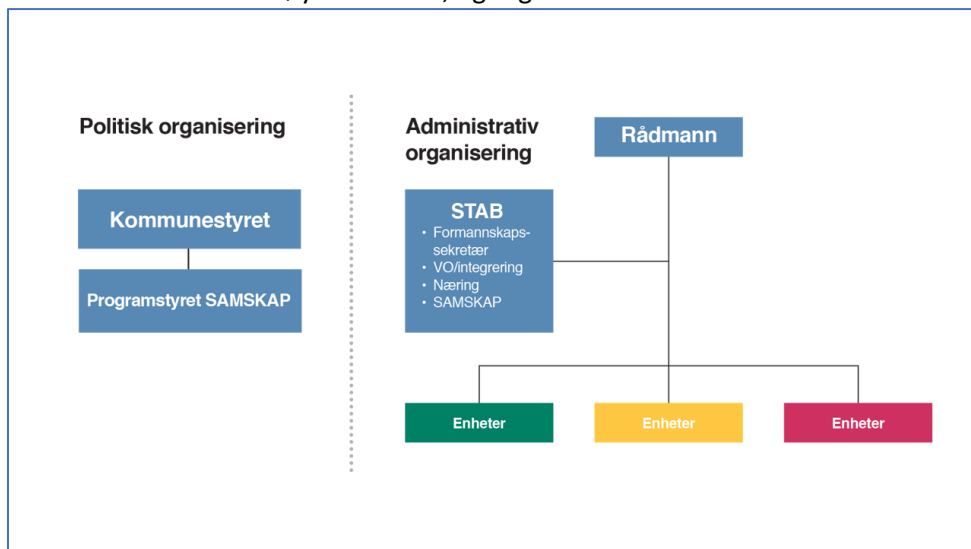 Politisk organisering
Kommunestyret
Programstyret SAMSKAP
Administrativ
organisering
Rådmann
STAB
• Formannskaps-
sekretær
• VO/integrering
• Næring
• SAMSKAP
Enheter
Enheter
Enheter